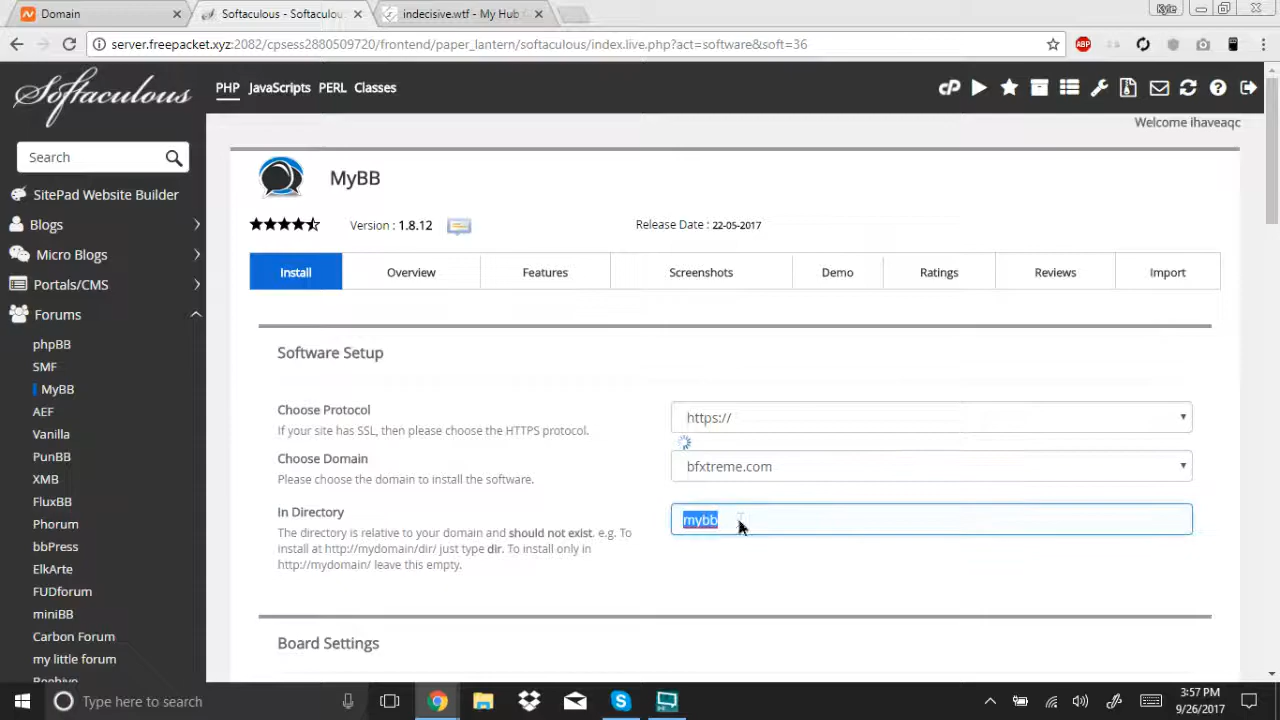 Domain
Softaculous - Softaculou
indecisive.wtf - My Hub
Kyle
server.freepacket.xyz:2082/cpsess2880509720/frontend/paper_lantern/softaculous/index.live.php?act=software&soft=36
ABP
Softaculous
PHP JavaScripts PERL Classes
cP
Welcome ihaveaqc
Search
SitePad Website Builder
Blogs
Micro Blogs
Portals/CMS
Forums
phpBB
SMF
MyBB
AEF
Vanilla
PunBB
XMB
FluxBB
Phorum
bbPress
ElkArte
FUDforum
miniBB
Carbon Forum
my little forum
Beehive
MyBB
Version : 1.8.12
Release Date : 22-05-2017
Install Overview Features Screenshots Demo Ratings Reviews Import
Software Setup
Choose Protocol
If your site has SSL, then please choose the HTTPS protocol.
https://
Choose Domain
Please choose the domain to install the software.
bfxtreme.com
In Directory
The directory is relative to your domain and should not exist. e.g. To
install at http://mydomain/dir/ just type dir. To install only in
http://mydomain/ leave this empty.
mybb
Board Settings
Type here to search
3:57 PM
9/26/2017